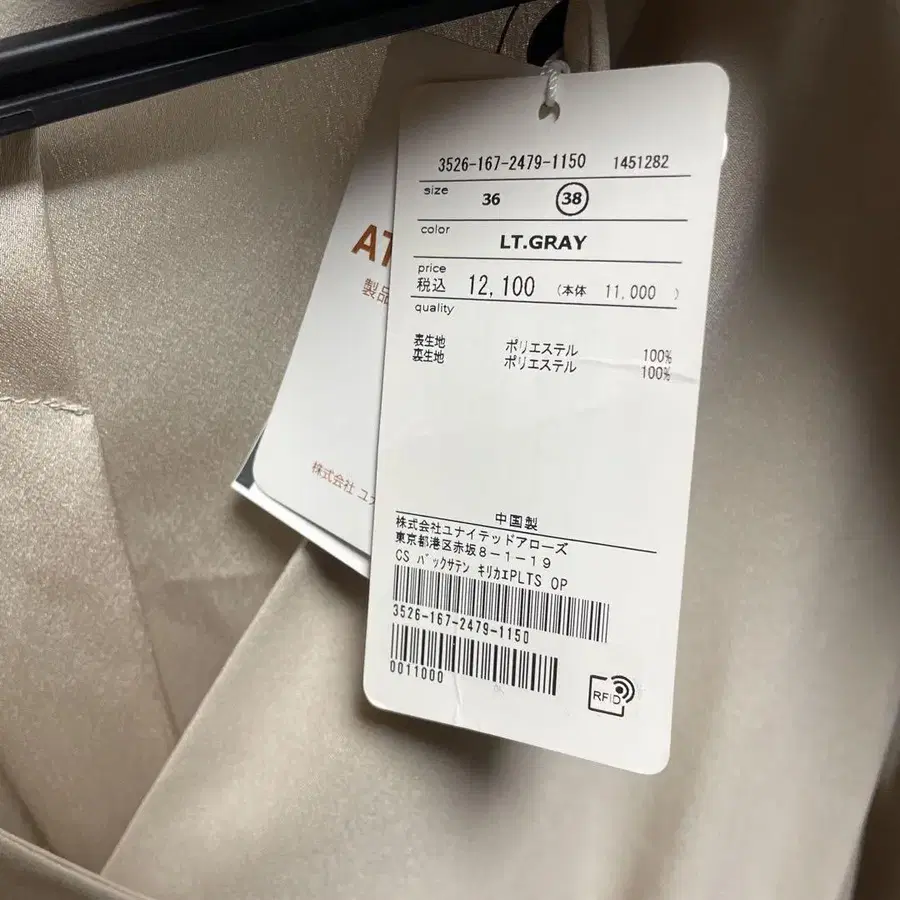 3526-167-2479-1150 1451282
size 36 38
color LT.GRAY
price
税込 12,100 (本体 11,000 )
quality
表生地 ポリエステル 100%
裏生地 ポリエステル 100%
中国製
株式会社ユナイテッドアローズ
東京都港区赤坂8-1-19
CS バックサテン キリカエPLTS OP
3526-167-2479-1150
0011000
RFID
AT
製品
株式会社 ユナ